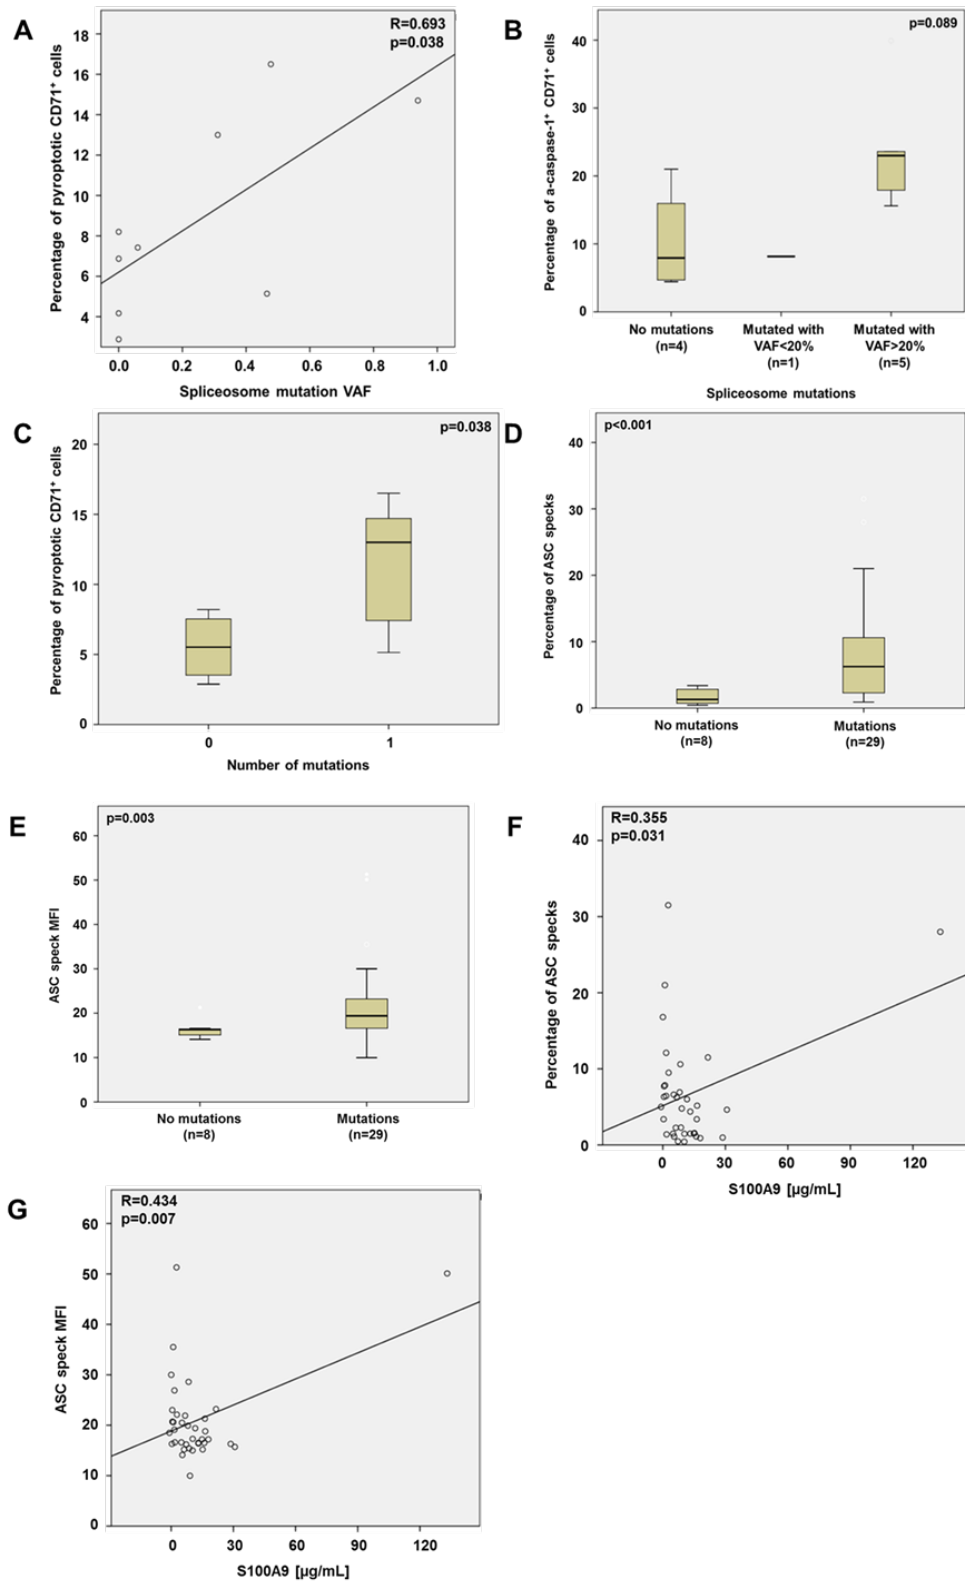 A
R=0.693
p=0.038
Percentage of pyroptotic CD71⁺ cells
18
16
14
12
10
8
6
4
0.0 0.2 0.4 0.6 0.8 1.0
Spliceosome mutation VAF
B
p=0.089
Percentage of a-caspase-1⁺ CD71⁺ cells
40
30
20
10
0
No mutations Mutated with Mutated with
(n=4) VAF<20% VAF>20%
(n=1) (n=5)
Spliceosome mutations
C
p=0.038
Percentage of pyroptotic CD71⁺ cells
20
15
10
5
0
0 1
Number of mutations
D
p<0.001
Percentage of ASC specks
40
30
20
10
0
No mutations Mutations
(n=8) (n=29)
E
p=0.003
ASC speck MFI
60
50
40
30
20
10
0
No mutations Mutations
(n=8) (n=29)
F
R=0.355
p=0.031
Percentage of ASC specks
40
30
20
10
0
0 30 60 90 120
S100A9 [µg/mL]
G
R=0.434
p=0.007
ASC speck MFI
60
50
40
30
20
10
0
0 30 60 90 120
S100A9 [µg/mL]